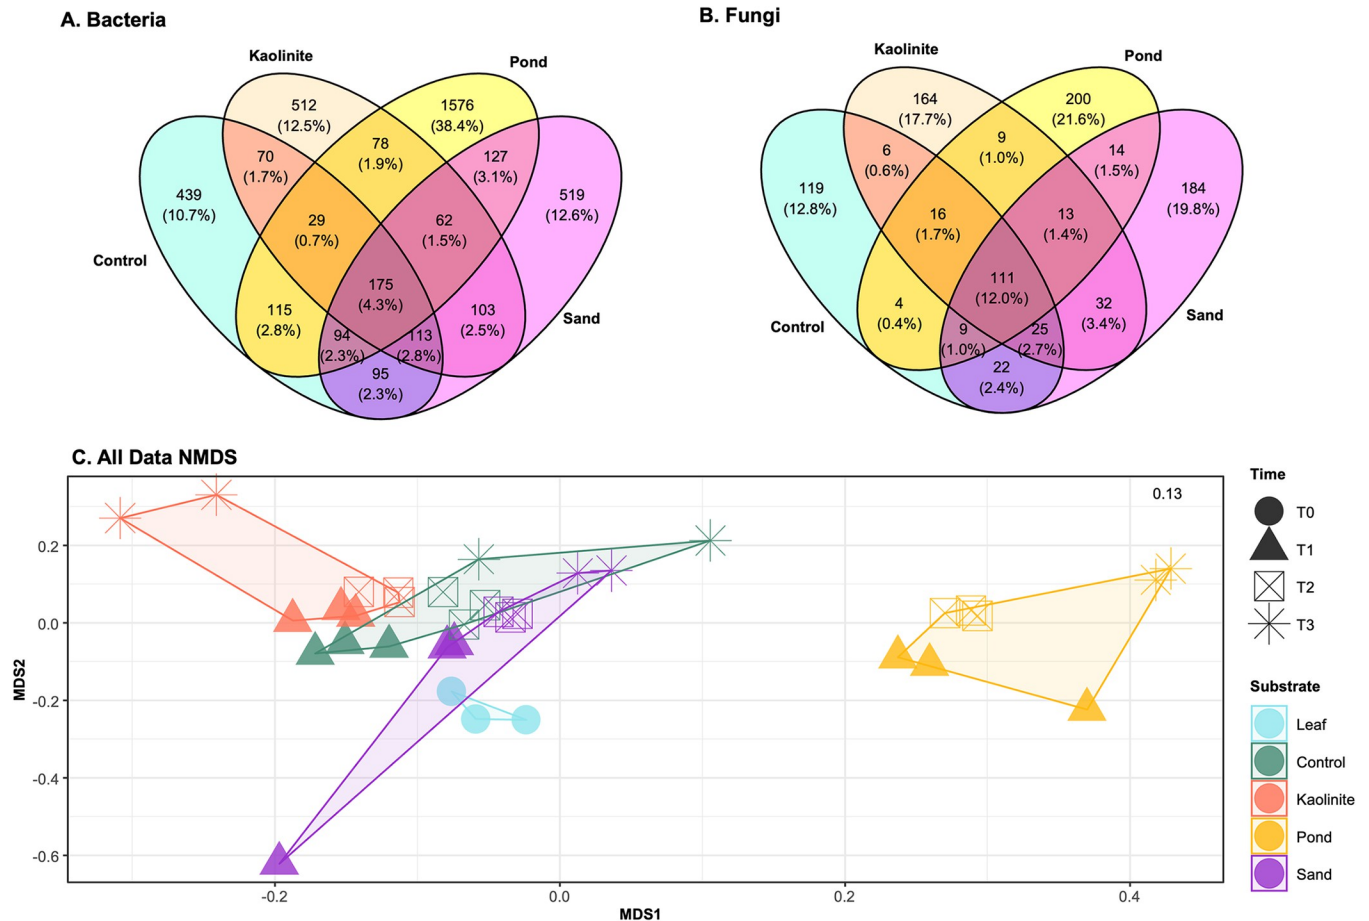 A. Bacteria
Kaolinite
Pond
Control
Sand
512
(12.5%)
1576
(38.4%)
70
(1.7%)
78
(1.9%)
127
(3.1%)
439
(10.7%)
519
(12.6%)
29
(0.7%)
62
(1.5%)
175
(4.3%)
115
(2.8%)
103
(2.5%)
94
(2.3%)
113
(2.8%)
95
(2.3%)
B. Fungi
Kaolinite
Pond
Control
Sand
164
(17.7%)
200
(21.6%)
6
(0.6%)
9
(1.0%)
14
(1.5%)
119
(12.8%)
184
(19.8%)
16
(1.7%)
13
(1.4%)
111
(12.0%)
4
(0.4%)
32
(3.4%)
9
(1.0%)
25
(2.7%)
22
(2.4%)
C. All Data NMDS
0.13
0.2
0.0
-0.2
-0.4
-0.6
MDS2
-0.2
0.0
0.2
0.4
MDS1
Time
T0
T1
T2
T3
Substrate
Leaf
Control
Kaolinite
Pond
Sand